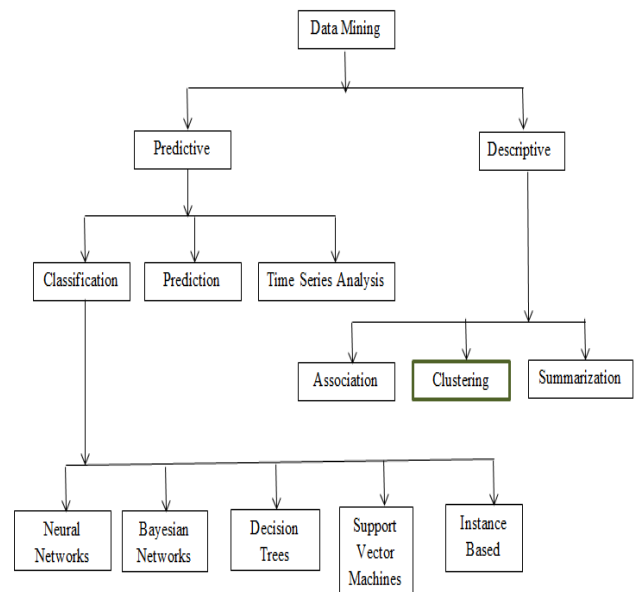 Data Mining
Predictive
Descriptive
Classification
Prediction
Time Series Analysis
Association
Clustering
Summarization
Neural
Networks
Bayesian
Networks
Decision
Trees
Support
Vector
Machines
Instance
Based